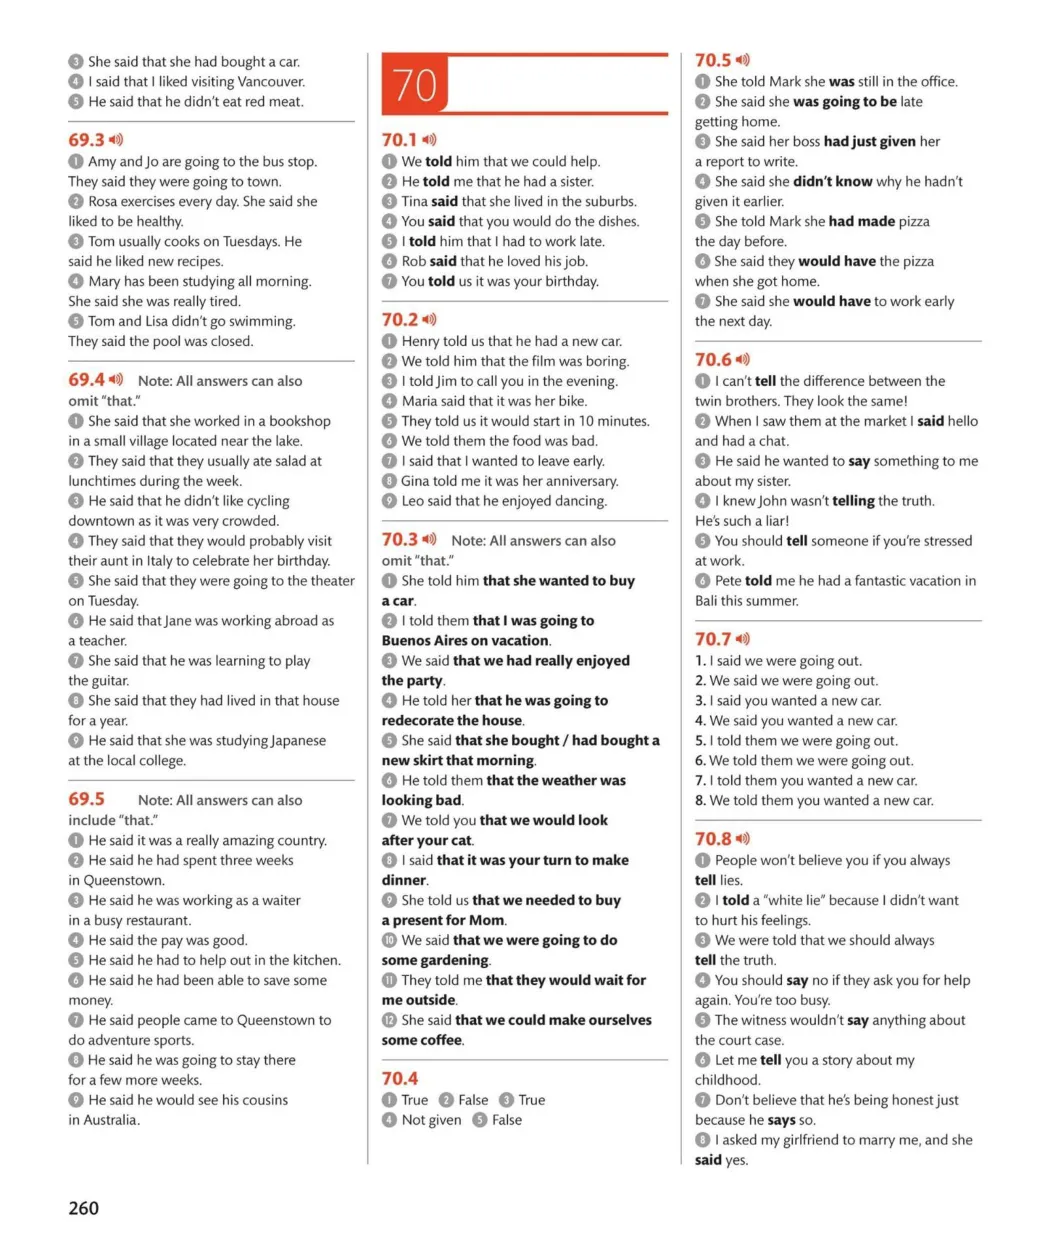 3 She said that she had bought a car.
4 I said that I liked visiting Vancouver.
5 He said that he didn't eat red meat.
69.3
1 Amy and Jo are going to the bus stop.
They said they were going to town.
2 Rosa exercises every day. She said she
liked to be healthy.
3 Tom usually cooks on Tuesdays. He
said he liked new recipes.
4 Mary has been studying all morning.
She said she was really tired.
5 Tom and Lisa didn't go swimming.
They said the pool was closed.
69.4 Note: All answers can also
omit "that."
1 She said that she worked in a bookshop
in a small village located near the lake.
2 They said that they usually ate salad at
lunchtimes during the week.
3 He said that he didn't like cycling
downtown as it was very crowded.
4 They said that they would probably visit
their aunt in Italy to celebrate her birthday.
5 She said that they were going to the theater
on Tuesday.
6 He said that Jane was working abroad as
a teacher.
7 She said that he was learning to play
the guitar.
8 She said that they had lived in that house
for a year.
9 He said that she was studying Japanese
at the local college.
69.5 Note: All answers can also
include "that."
1 He said it was a really amazing country.
2 He said he had spent three weeks
in Queenstown.
3 He said he was working as a waiter
in a busy restaurant.
4 He said the pay was good.
5 He said he had to help out in the kitchen.
6 He said he had been able to save some
money.
7 He said people came to Queenstown to
do adventure sports.
8 He said he was going to stay there
for a few more weeks.
9 He said he would see his cousins
in Australia.
70
70.1
1 We told him that we could help.
2 He told me that he had a sister.
3 Tina said that she lived in the suburbs.
4 You said that you would do the dishes.
5 I told him that I had to work late.
6 Rob said that he loved his job.
7 You told us it was your birthday.
70.2
1 Henry told us that he had a new car.
2 We told him that the film was boring.
3 I told Jim to call you in the evening.
4 Maria said that it was her bike.
5 They told us it would start in 10 minutes.
6 We told them the food was bad.
7 I said that I wanted to leave early.
8 Gina told me it was her anniversary.
9 Leo said that he enjoyed dancing.
70.3 Note: All answers can also
omit "that."
1 She told him that she wanted to buy
a car.
2 I told them that I was going to
Buenos Aires on vacation.
3 We said that we had really enjoyed
the party.
4 He told her that he was going to
redecorate the house.
5 She said that she bought / had bought a
new skirt that morning.
6 He told them that the weather was
looking bad.
7 We told you that we would look
after your cat.
8 I said that it was your turn to make
dinner.
9 She told us that we needed to buy
a present for Mom.
10 We said that we were going to do
some gardening.
11 They told me that they would wait for
me outside.
12 She said that we could make ourselves
some coffee.
70.4
1 True 2 False 3 True
4 Not given 5 False
70.5
1 She told Mark she was still in the office.
2 She said she was going to be late
getting home.
3 She said her boss had just given her
a report to write.
4 She said she didn't know why he hadn't
given it earlier.
5 She told Mark she had made pizza
the day before.
6 She said they would have the pizza
when she got home.
7 She said she would have to work early
the next day.
70.6
1 I can't tell the difference between the
twin brothers. They look the same!
2 When I saw them at the market I said hello
and had a chat.
3 He said he wanted to say something to me
about my sister.
4 I knew John wasn't telling the truth.
He's such a liar!
5 You should tell someone if you're stressed
at work.
6 Pete told me he had a fantastic vacation in
Bali this summer.
70.7
1. I said we were going out.
2. We said we were going out.
3. I said you wanted a new car.
4. We said you wanted a new car.
5. I told them we were going out.
6. We told them we were going out.
7. I told them you wanted a new car.
8. We told them you wanted a new car.
70.8
1 People won't believe you if you always
tell lies.
2 I told a "white lie" because I didn't want
to hurt his feelings.
3 We were told that we should always
tell the truth.
4 You should say no if they ask you for help
again. You're too busy.
5 The witness wouldn't say anything about
the court case.
6 Let me tell you a story about my
childhood.
7 Don't believe that he's being honest just
because he says so.
8 I asked my girlfriend to marry me, and she
said yes.
260